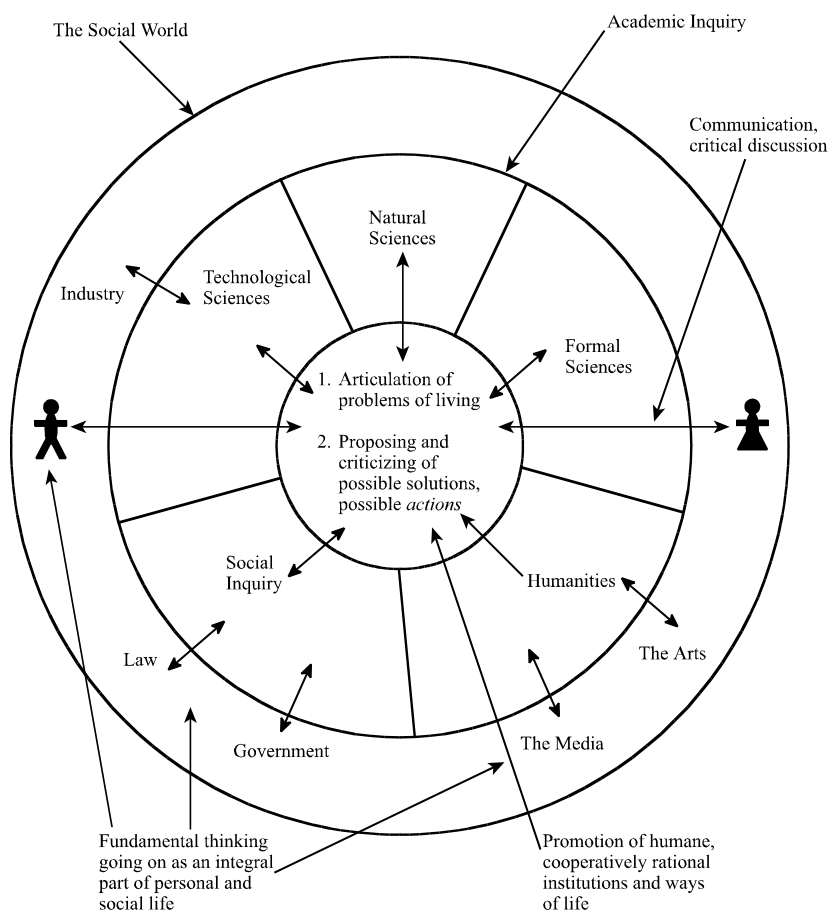 The Social World
Academic Inquiry
Communication,
critical discussion
Natural
Sciences
Technological
Sciences
Industry
Formal
Sciences
1. Articulation of
problems of living
2. Proposing and
criticizing of
possible solutions,
possible actions
Social
Inquiry
Humanities
Law
The Arts
Government
The Media
Fundamental thinking
going on as an integral
part of personal and
social life
Promotion of humane,
cooperatively rational
institutions and ways
of life